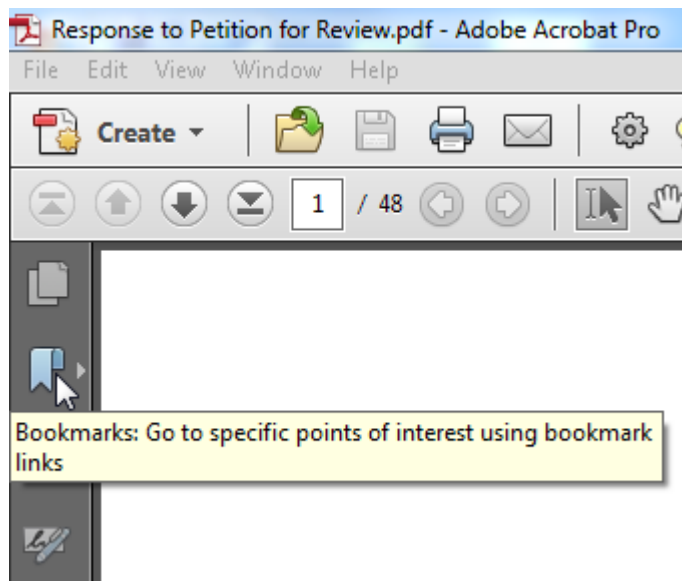 Response to Petition for Review.pdf - Adobe Acrobat Pro
File Edit View Window Help
Create
1 / 48
Bookmarks: Go to specific points of interest using bookmark
links